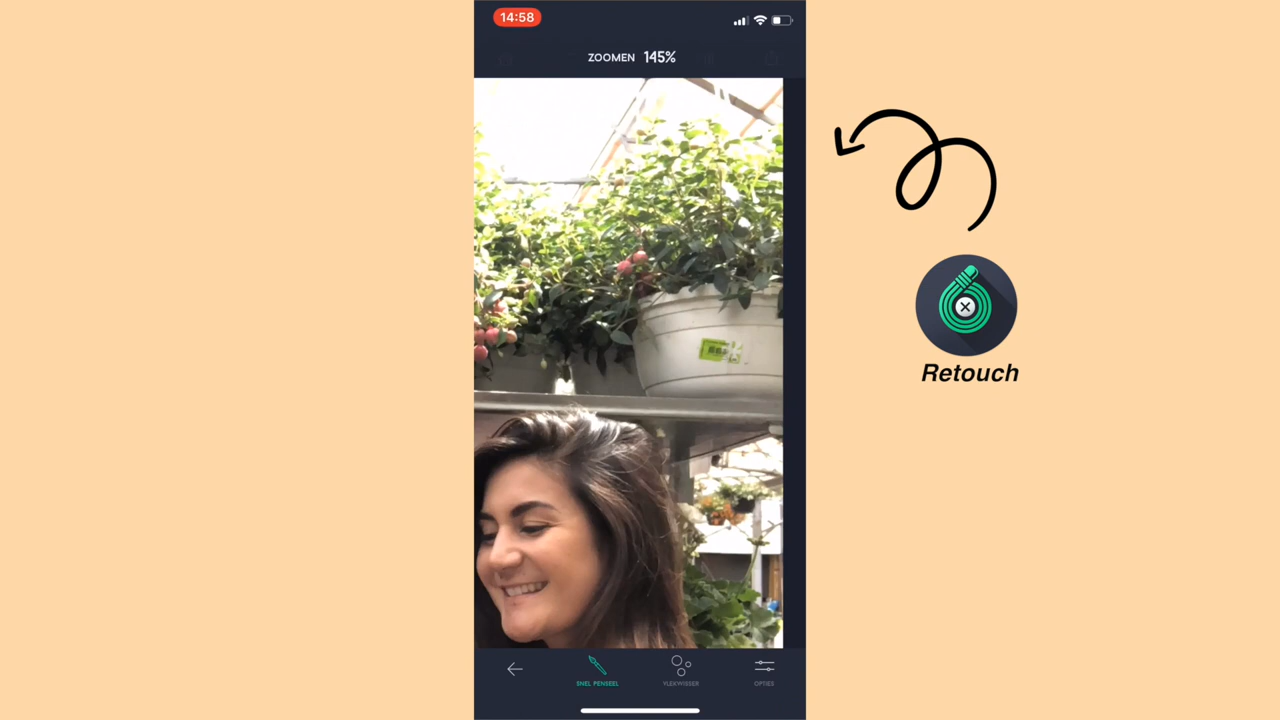 14:58
ZOOMEN 145%
Retouch
SNEL PENSEEL
VLEKWISSER
OPTIES